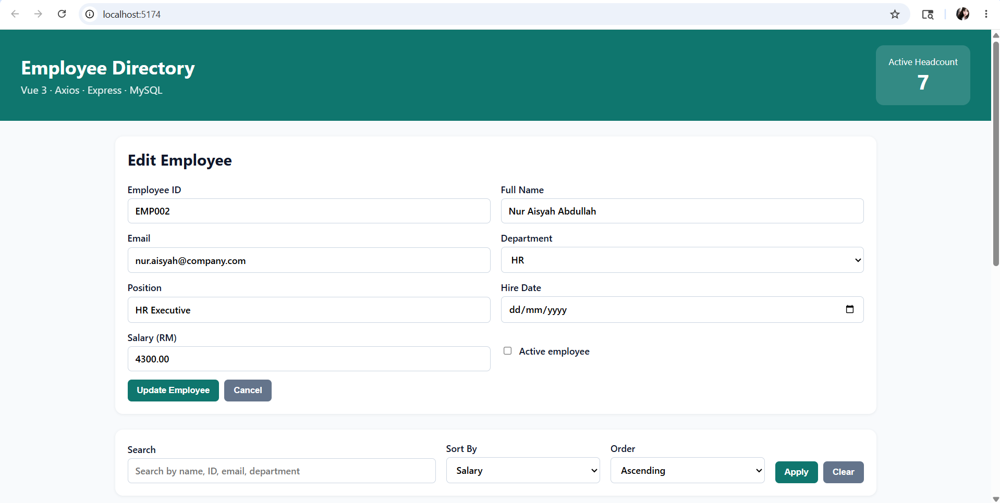 localhost:5174
Employee Directory
Vue 3 · Axios · Express · MySQL
Active Headcount
7
Edit Employee
Employee ID
Full Name
EMP002
Nur Aisyah Abdullah
Email
Department
nur.aisyah@company.com
HR
Position
Hire Date
HR Executive
dd/mm/yyyy
Salary (RM)
4300.00
Active employee
Update Employee
Cancel
Search
Sort By
Order
Search by name, ID, email, department
Salary
Ascending
Apply
Clear